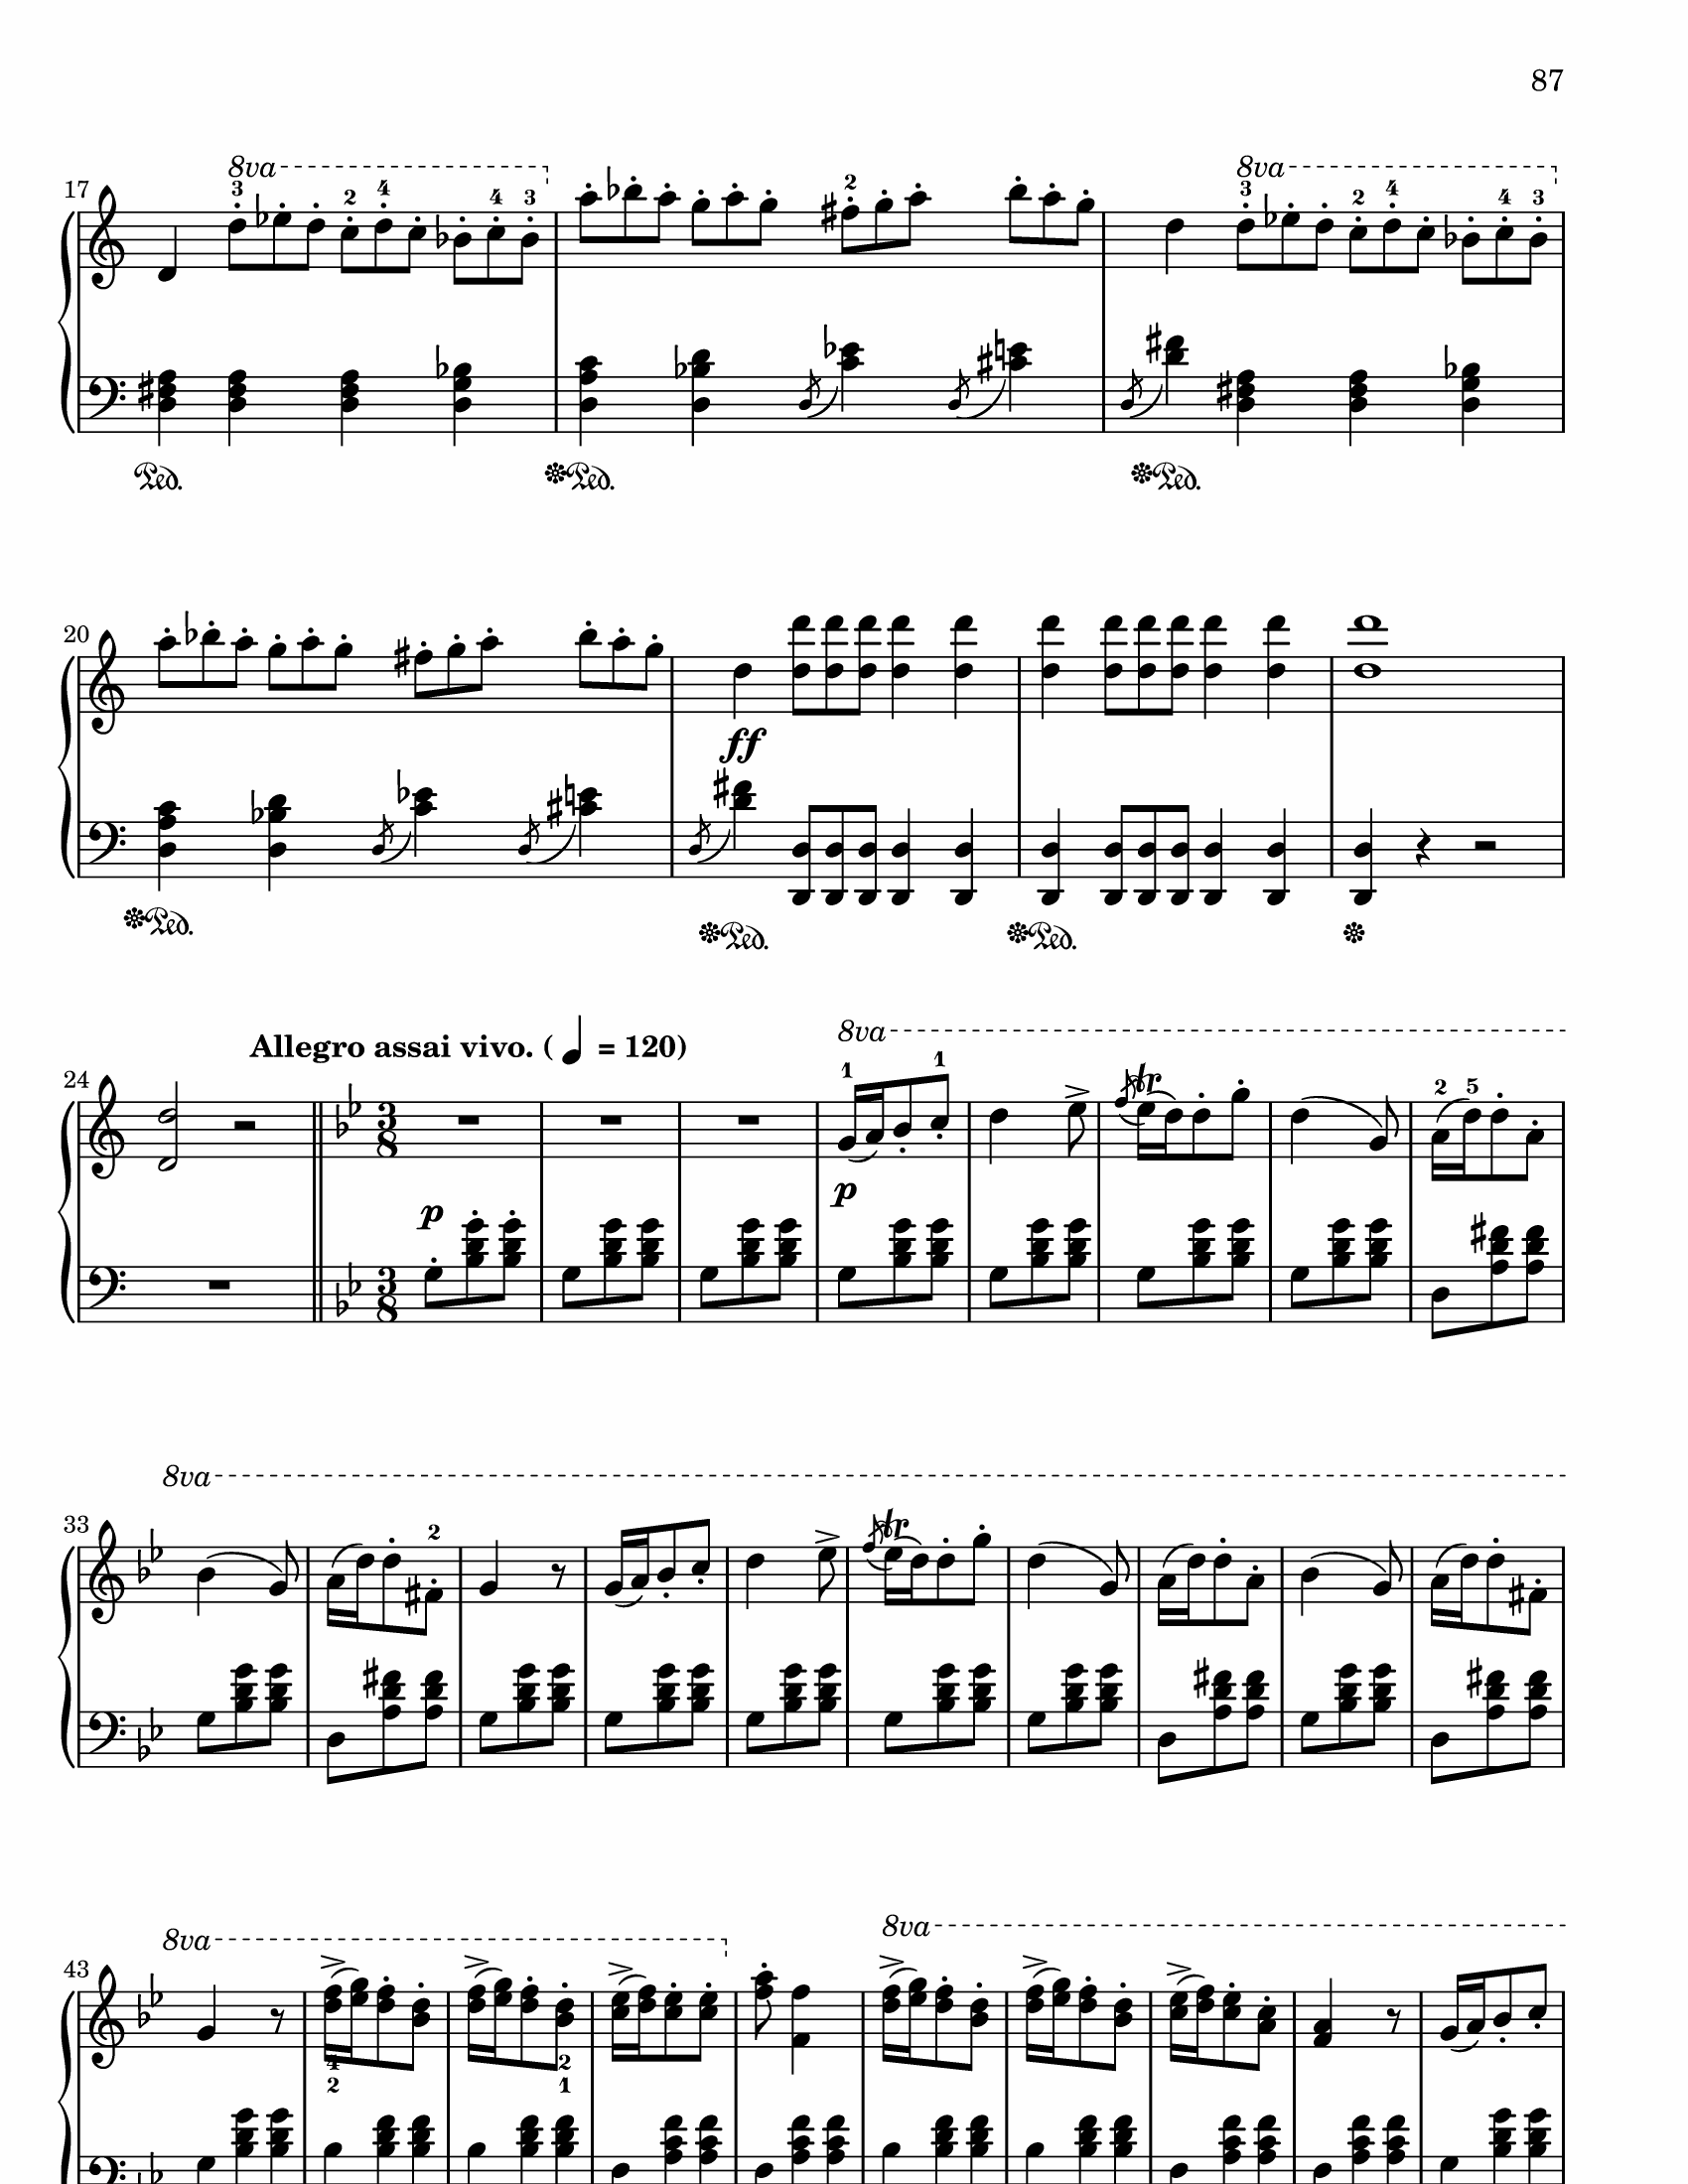 87
8va 8va
3 2 4 4 3 2 3 2 4 4 3
17
Ped. Ped. Ped.
20
ff
Ped. Ped. Ped.
Allegro assai vivo. ( = 120)
8va
24 1 1 tr 2 5
3 8
p p
3 8
8va
33 2 tr
8va 8va
43
4 2
2 1